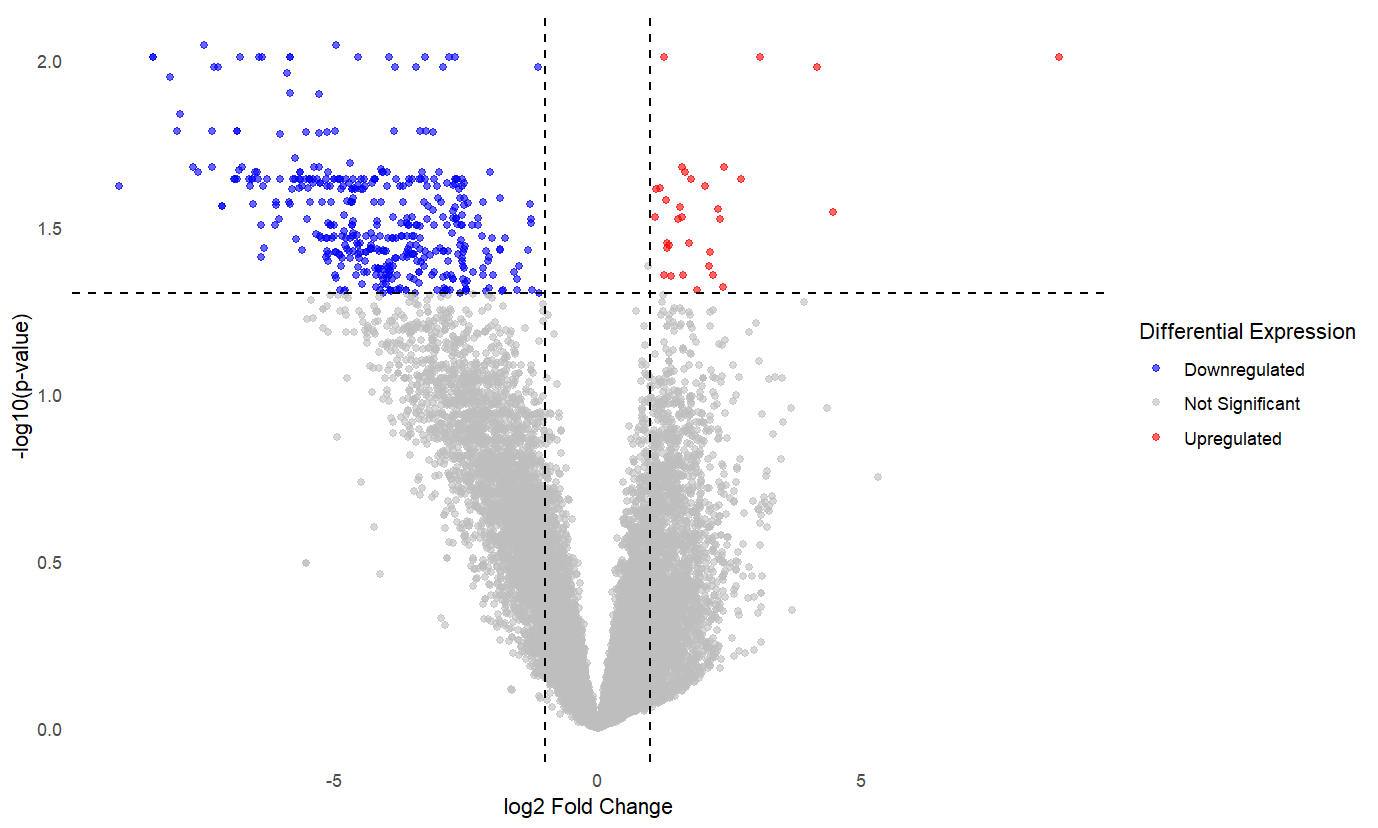 2.0
1.5
1.0
0.5
0.0
-log10(p-value)
-5
0
5
log2 Fold Change
Differential Expression
Downregulated
Not Significant
Upregulated